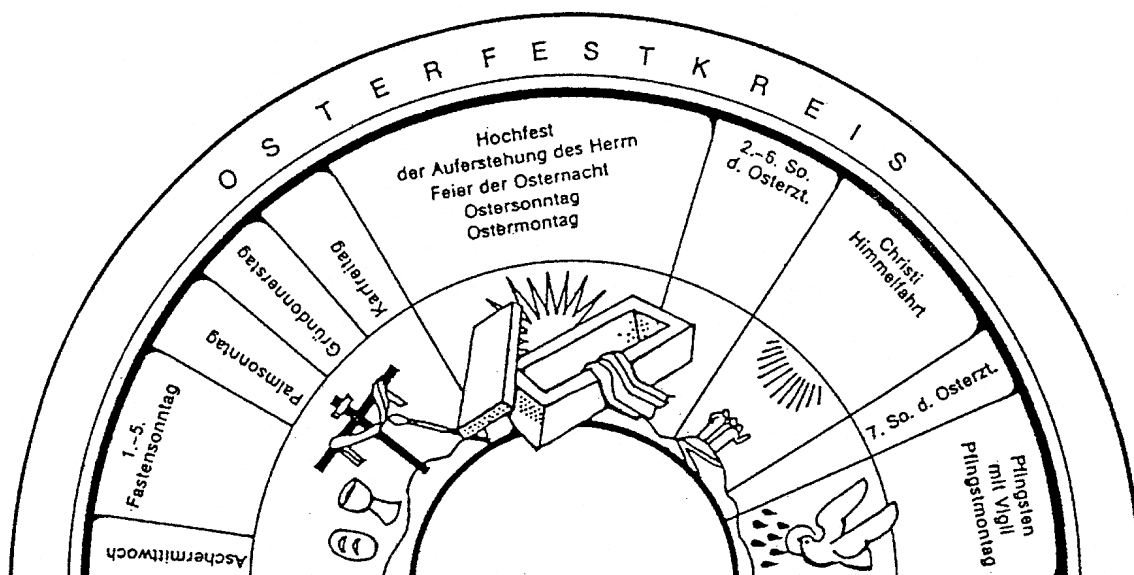 OSTERFESTKREIS
Aschermittwoch
1.-5.
Fastensonntag
Palmsonntag
Gründonnerstag
Karfreitag
Hochfest
der Auferstehung des Herrn
Feier der Osternacht
Ostersonntag
Ostermontag
2.-6. So.
d. Osterzt.
Christi
Himmelfahrt
7. So. d. Osterzt.
Pfingsten
mit Vigil
Pfingstmontag